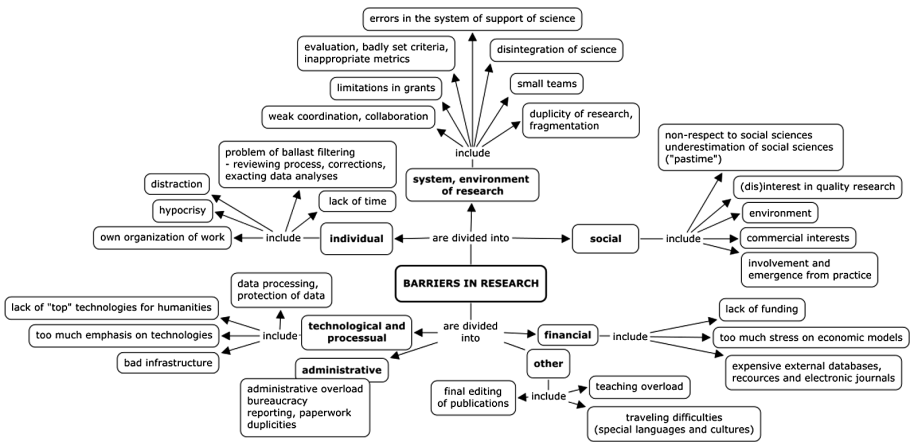 errors in the system of support of science
evaluation, badly set criteria,
inappropriate metrics
disintegration of science
limitations in grants
small teams
weak coordination, collaboration
duplicity of research,
fragmentation
include
system, environment
of research
problem of ballast filtering
- reviewing process, corrections,
exacting data analyses
distraction
lack of time
hypocrisy
own organization of work
include
individual
are divided into
social
include
non-respect to social sciences
underestimation of social sciences
("pastime")
(dis)interest in quality research
environment
commercial interests
involvement and
emergence from practice
BARRIERS IN RESEARCH
data processing,
protection of data
lack of "top" technologies for humanities
too much emphasis on technologies
bad infrastructure
include
technological and
processual
are divided
into
financial
include
lack of funding
too much stress on economic models
expensive external databases,
recources and electronic journals
administrative
administrative overload
bureaucracy
reporting, paperwork
duplicities
other
include
final editing
of publications
teaching overload
traveling difficulties
(special languages and cultures)